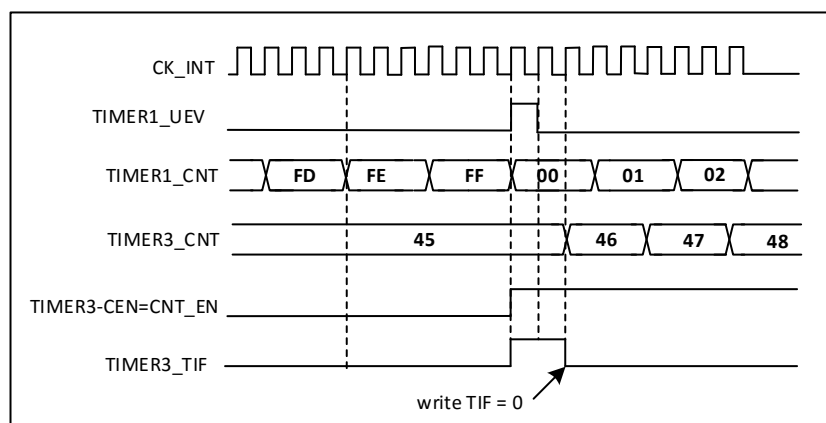 CK_INT
TIMER1_UEV
TIMER1_CNT FD FE FF 00 01 02
TIMER3_CNT 45 46 47 48
TIMER3-CEN=CNT_EN
TIMER3_TIF
write TIF = 0